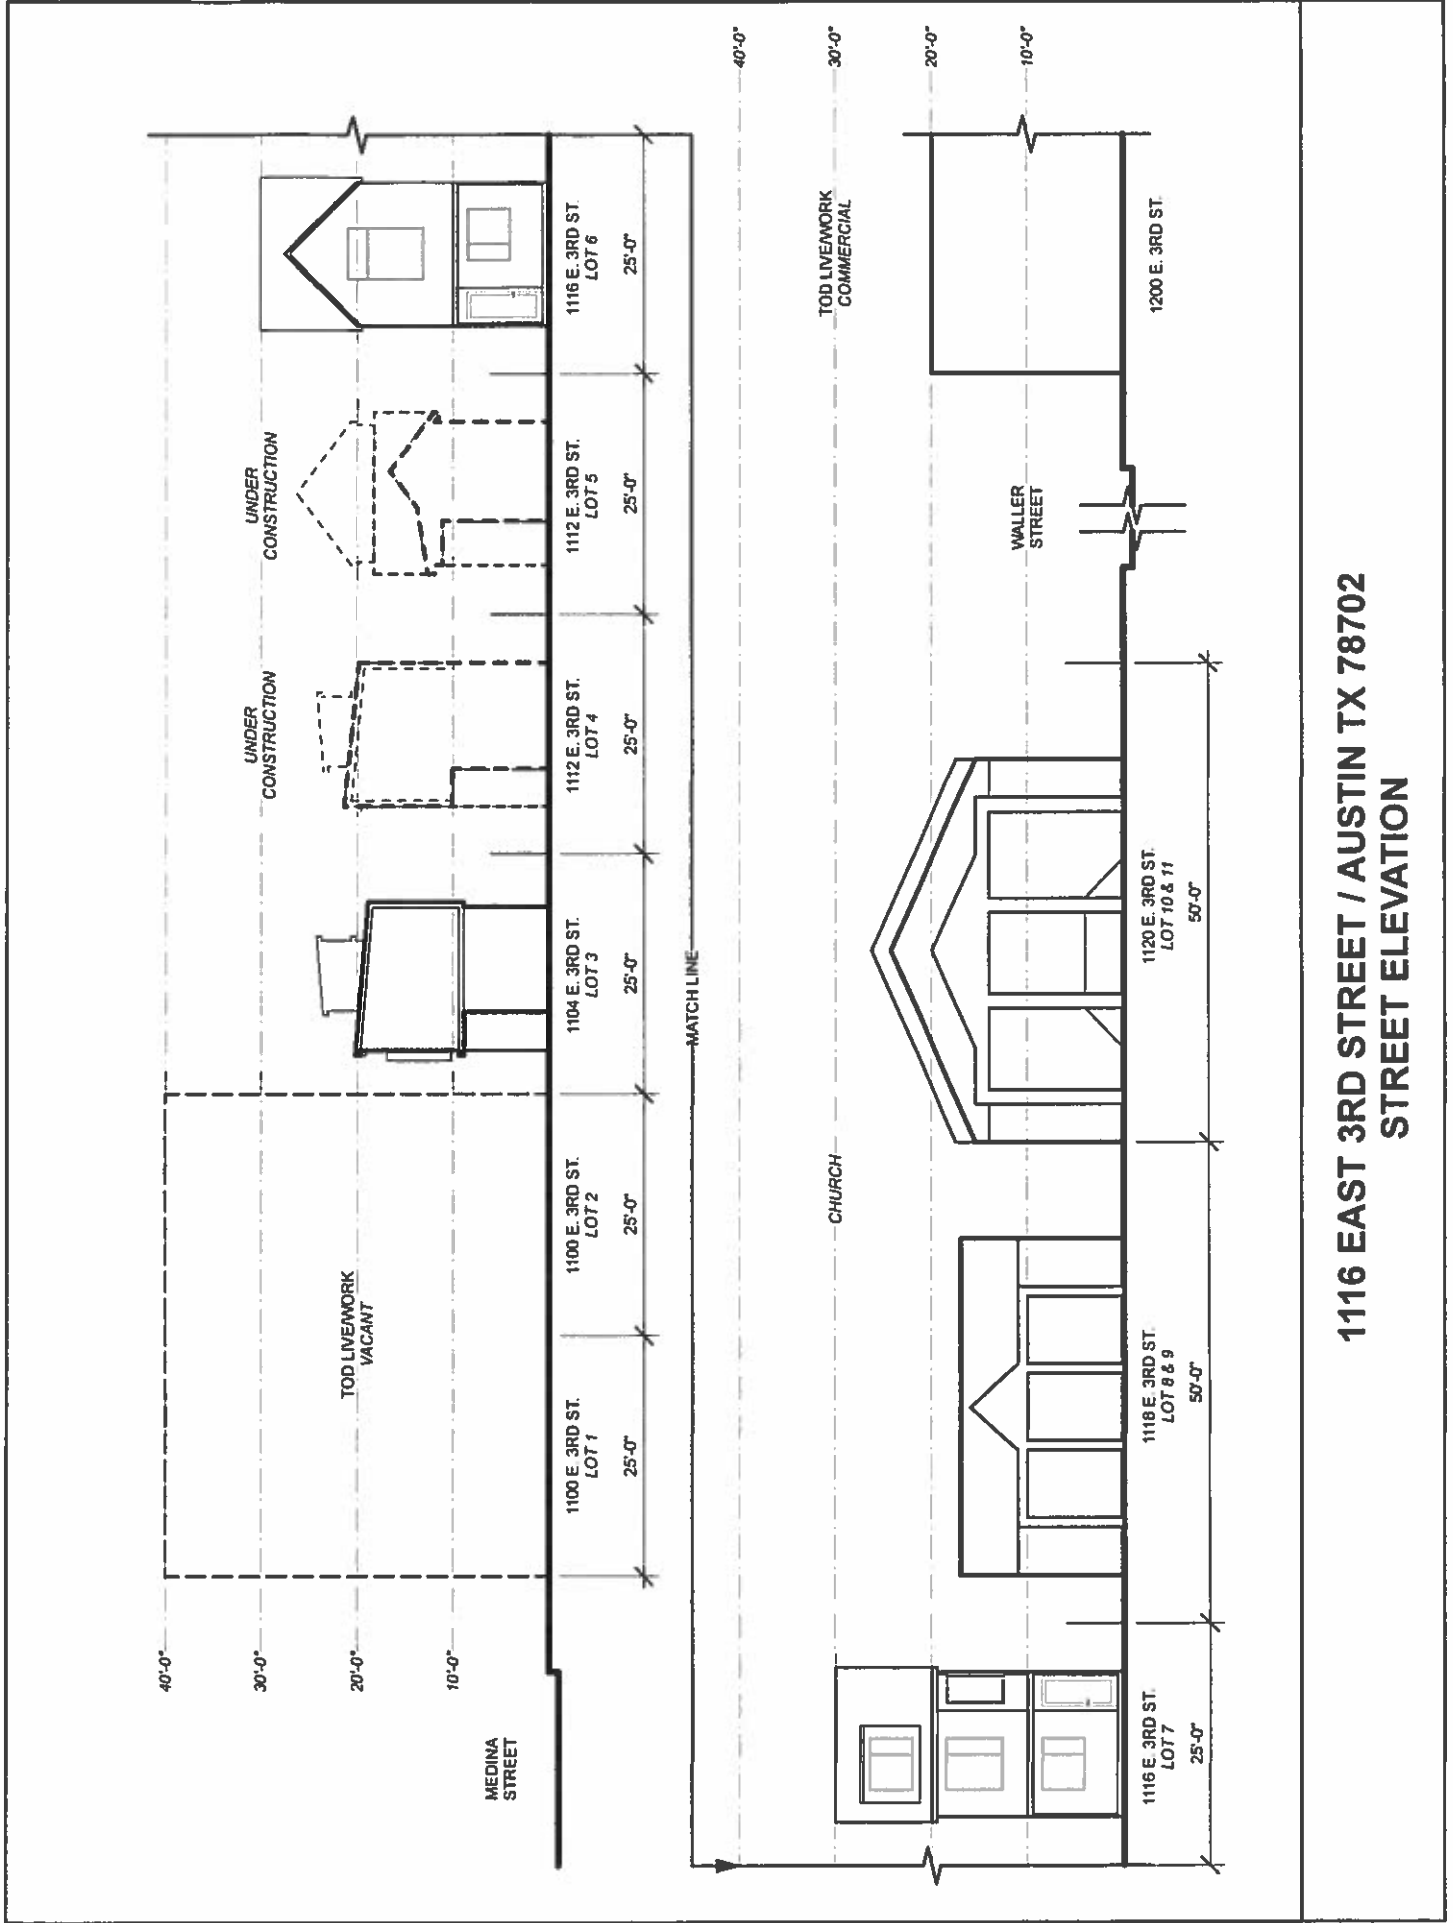 40'-0"
30'-0"
20'-0"
10'-0"
MEDINA
STREET
TOD LIVE/WORK
VACANT
UNDER
CONSTRUCTION
UNDER
CONSTRUCTION
1100 E. 3RD ST.
LOT 1
25'-0"
1100 E. 3RD ST.
LOT 2
25'-0"
1104 E. 3RD ST.
LOT 3
25'-0"
1112 E. 3RD ST.
LOT 4
25'-0"
1112 E. 3RD ST.
LOT 5
25'-0"
1116 E. 3RD ST.
LOT 6
25'-0"
MATCH LINE
40'-0"
30'-0"
20'-0"
10'-0"
CHURCH
TOD LIVE/WORK
COMMERCIAL
WALLER
STREET
1116 E. 3RD ST.
LOT 7
25'-0"
1118 E. 3RD ST.
LOT 8 & 9
50'-0"
1120 E. 3RD ST.
LOT 10 & 11
50'-0"
1200 E. 3RD ST.
1116 EAST 3RD STREET / AUSTIN TX 78702
STREET ELEVATION